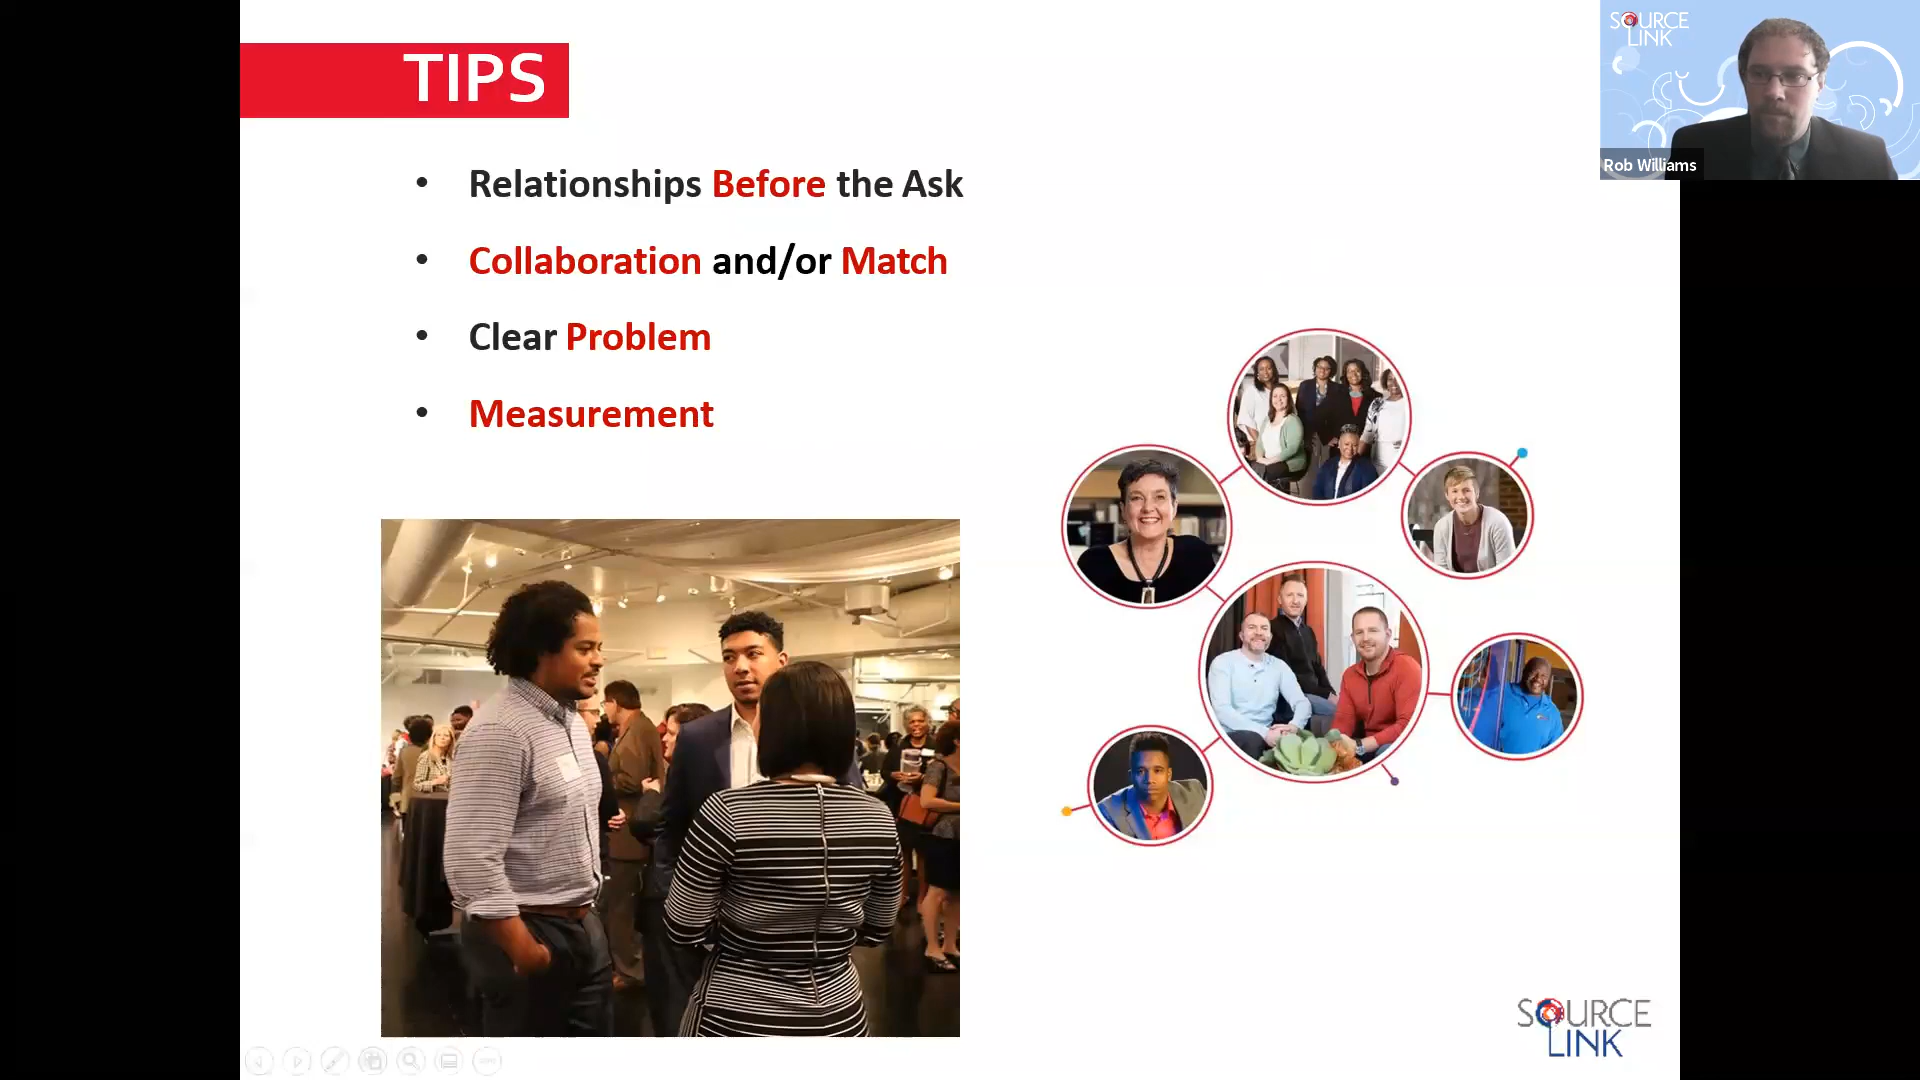 TIPS
• Relationships Before the Ask
• Collaboration and/or Match
• Clear Problem
• Measurement
SOURCE
LINK
Rob Williams
SOURCE
LINK